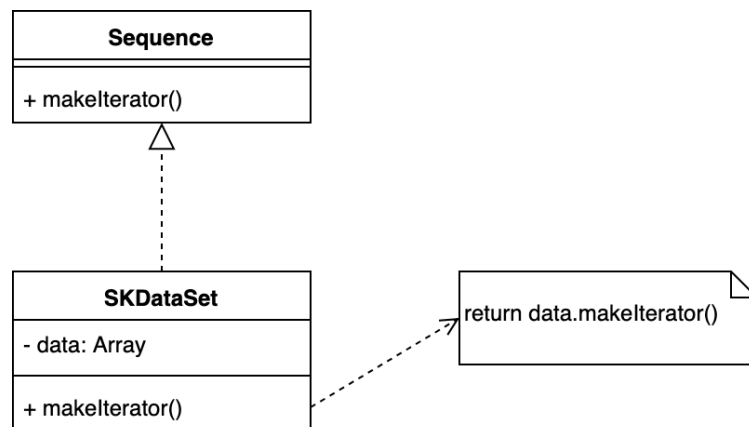 Sequence
+ makeIterator()
SKDataSet
- data: Array
return data.makeIterator()
+ makeIterator()